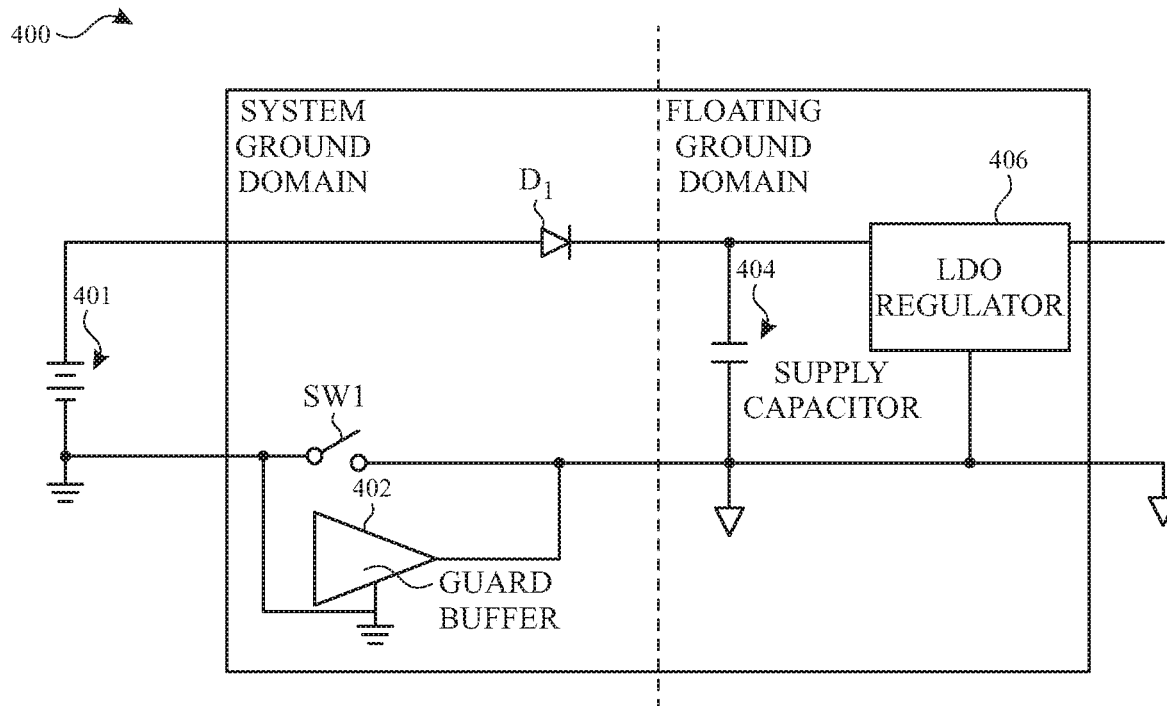 400
SYSTEM
GROUND
DOMAIN
FLOATING
GROUND
DOMAIN
D1
406
LDO
REGULATOR
401
404
SUPPLY
CAPACITOR
SW1
402
GUARD
BUFFER